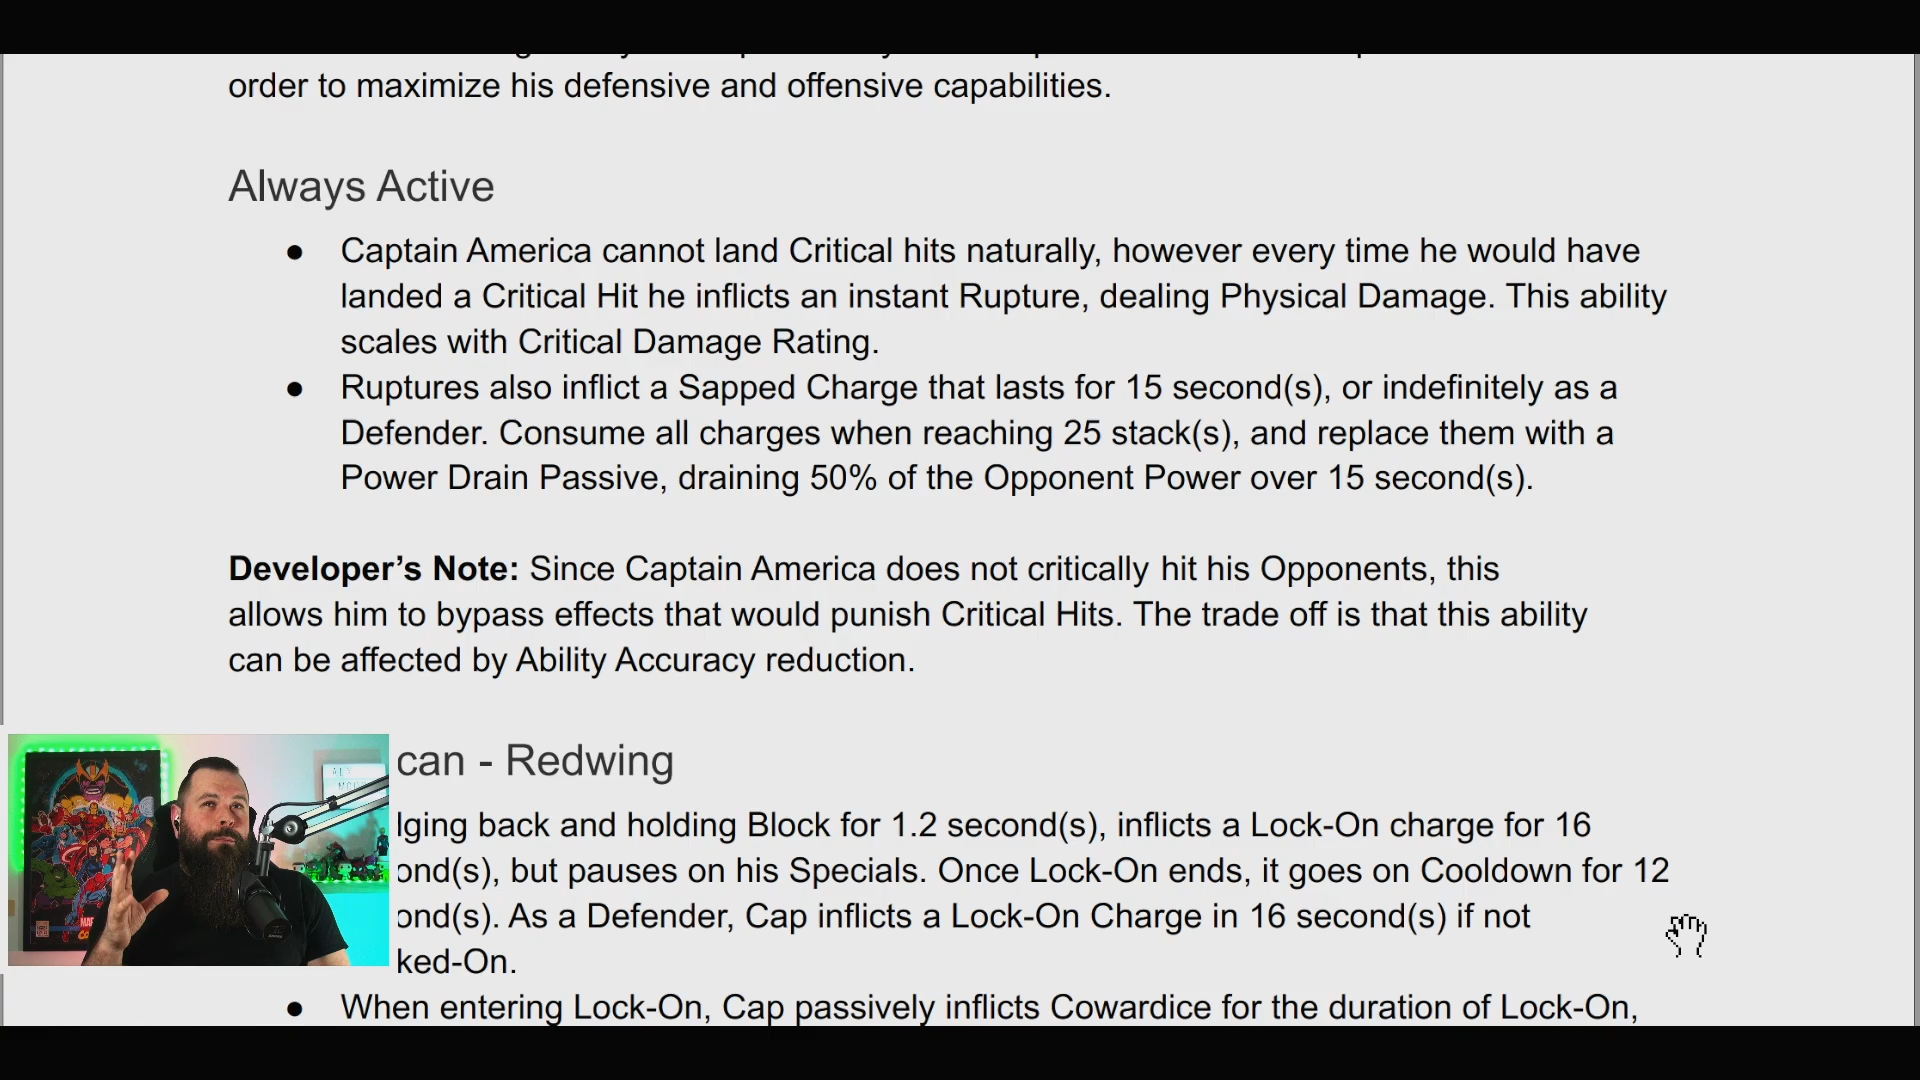 order to maximize his defensive and offensive capabilities.
Always Active
● Captain America cannot land Critical hits naturally, however every time he would have
landed a Critical Hit he inflicts an instant Rupture, dealing Physical Damage. This ability
scales with Critical Damage Rating.
● Ruptures also inflict a Sapped Charge that lasts for 15 second(s), or indefinitely as a
Defender. Consume all charges when reaching 25 stack(s), and replace them with a
Power Drain Passive, draining 50% of the Opponent Power over 15 second(s).
Developer’s Note: Since Captain America does not critically hit his Opponents, this
allows him to bypass effects that would punish Critical Hits. The trade off is that this ability
can be affected by Ability Accuracy reduction.
can - Redwing
lging back and holding Block for 1.2 second(s), inflicts a Lock-On charge for 16
ond(s), but pauses on his Specials. Once Lock-On ends, it goes on Cooldown for 12
ond(s). As a Defender, Cap inflicts a Lock-On Charge in 16 second(s) if not
ked-On.
● When entering Lock-On, Cap passively inflicts Cowardice for the duration of Lock-On,